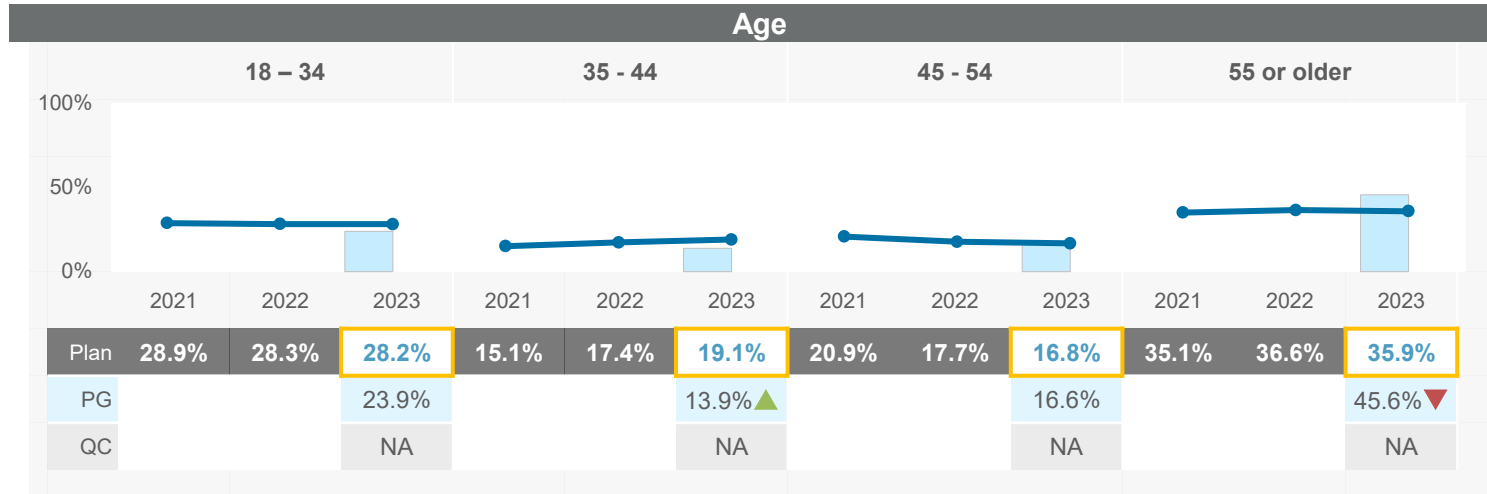 Age
18 – 34 35 - 44 45 - 54 55 or older
100%
50%
0%
2021 2022 2023 2021 2022 2023 2021 2022 2023 2021 2022 2023
Plan 28.9% 28.3% 28.2% 15.1% 17.4% 19.1% 20.9% 17.7% 16.8% 35.1% 36.6% 35.9%
PG 23.9% 13.9% 16.6% 45.6%
QC NA NA NA NA